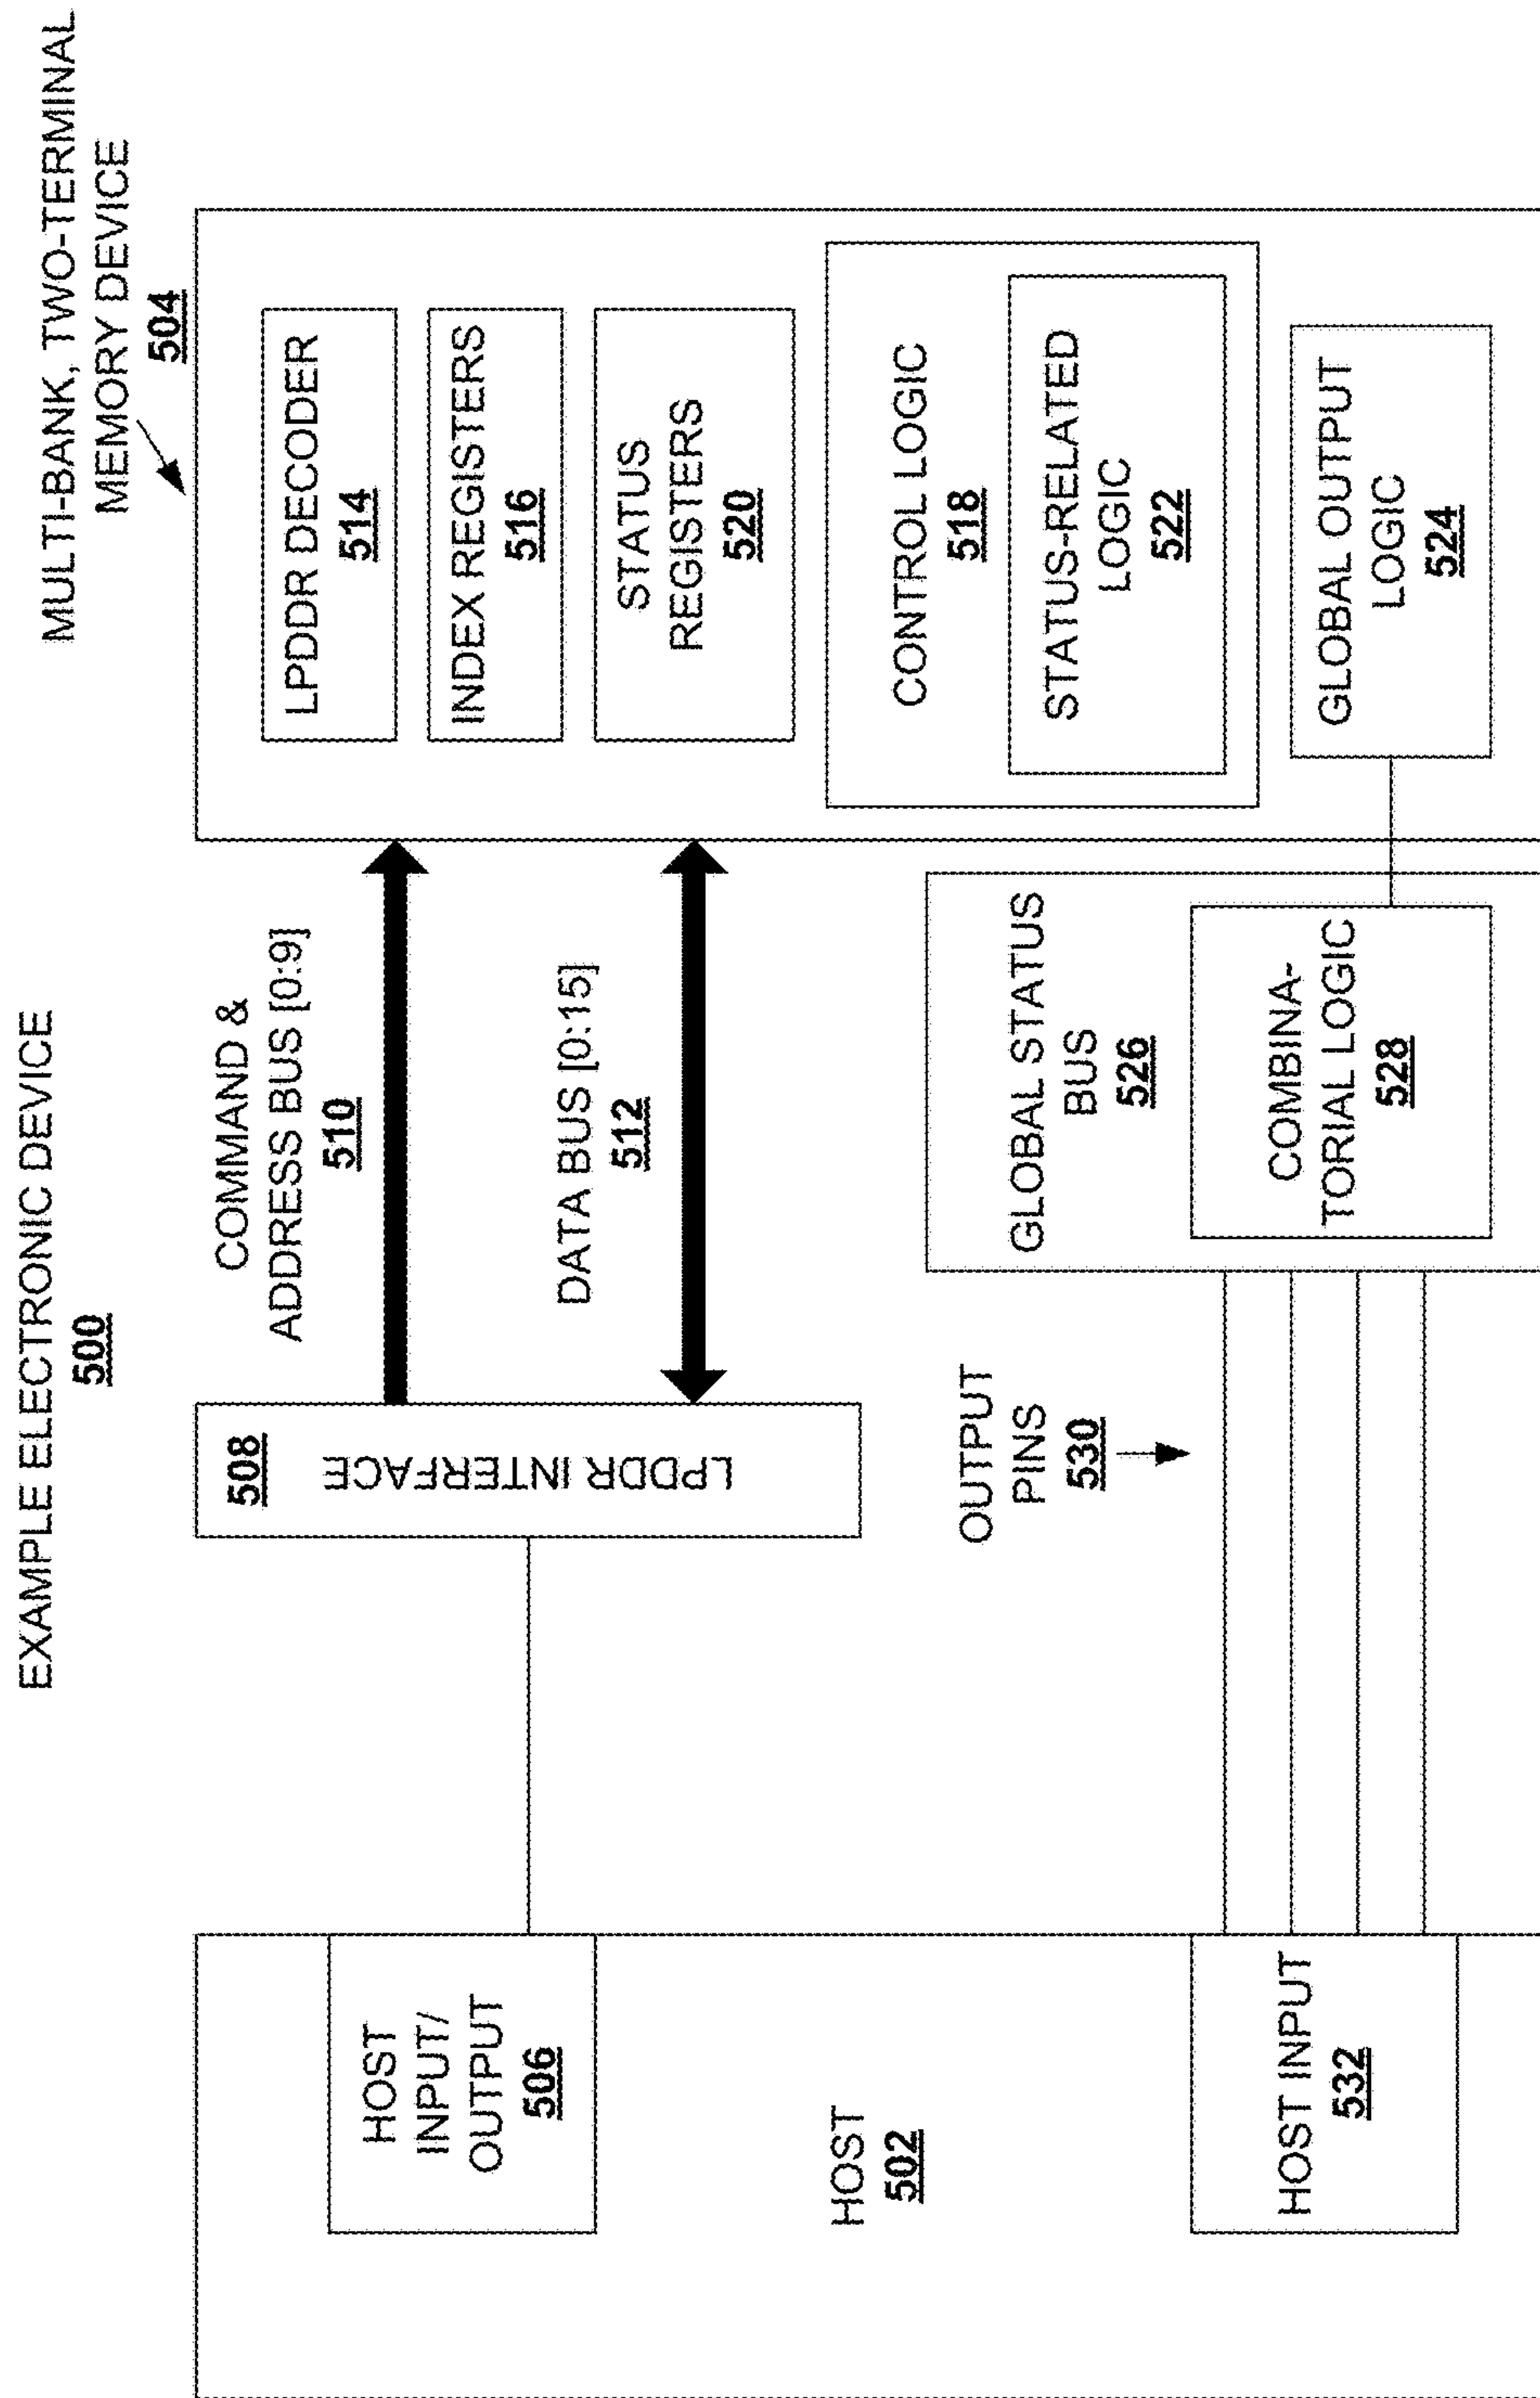 EXAMPLE ELECTRONIC DEVICE
500
MULTI-BANK, TWO-TERMINAL
MEMORY DEVICE
504
HOST
INPUT/
OUTPUT
506
HOST
502
HOST INPUT
532
508
LPDDR INTERFACE
COMMAND &
ADDRESS BUS [0:9]
510
DATA BUS [0:15]
512
OUTPUT
PINS
530
GLOBAL STATUS
BUS
526
COMBINA-
TORIAL LOGIC
528
LPDDR DECODER
514
INDEX REGISTERS
516
STATUS
REGISTERS
520
CONTROL LOGIC
518
STATUS-RELATED
LOGIC
522
GLOBAL OUTPUT
LOGIC
524